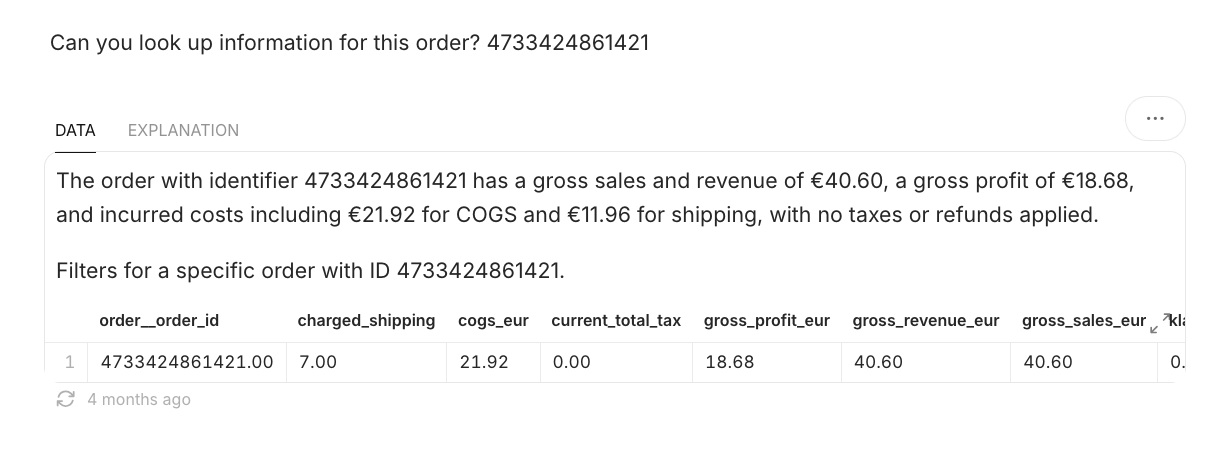 Can you look up information for this order? 4733424861421
DATA EXPLANATION
The order with identifier 4733424861421 has a gross sales and revenue of €40.60, a gross profit of €18.68,
and incurred costs including €21.92 for COGS and €11.96 for shipping, with no taxes or refunds applied.
Filters for a specific order with ID 4733424861421.
order__order_id charged_shipping cogs_eur current_total_tax gross_profit_eur gross_revenue_eur gross_sales_eur
1 4733424861421.00 7.00 21.92 0.00 18.68 40.60 40.60 0.
4 months ago